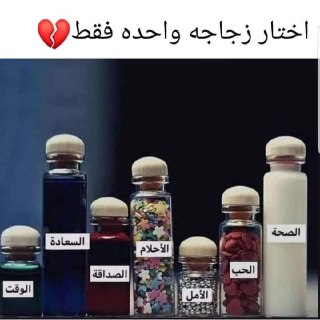 اختار زجاجه واحده فقط💔
الوقت
السعادة
الصداقة
الأحلام
الأمل
الحب
الصحة